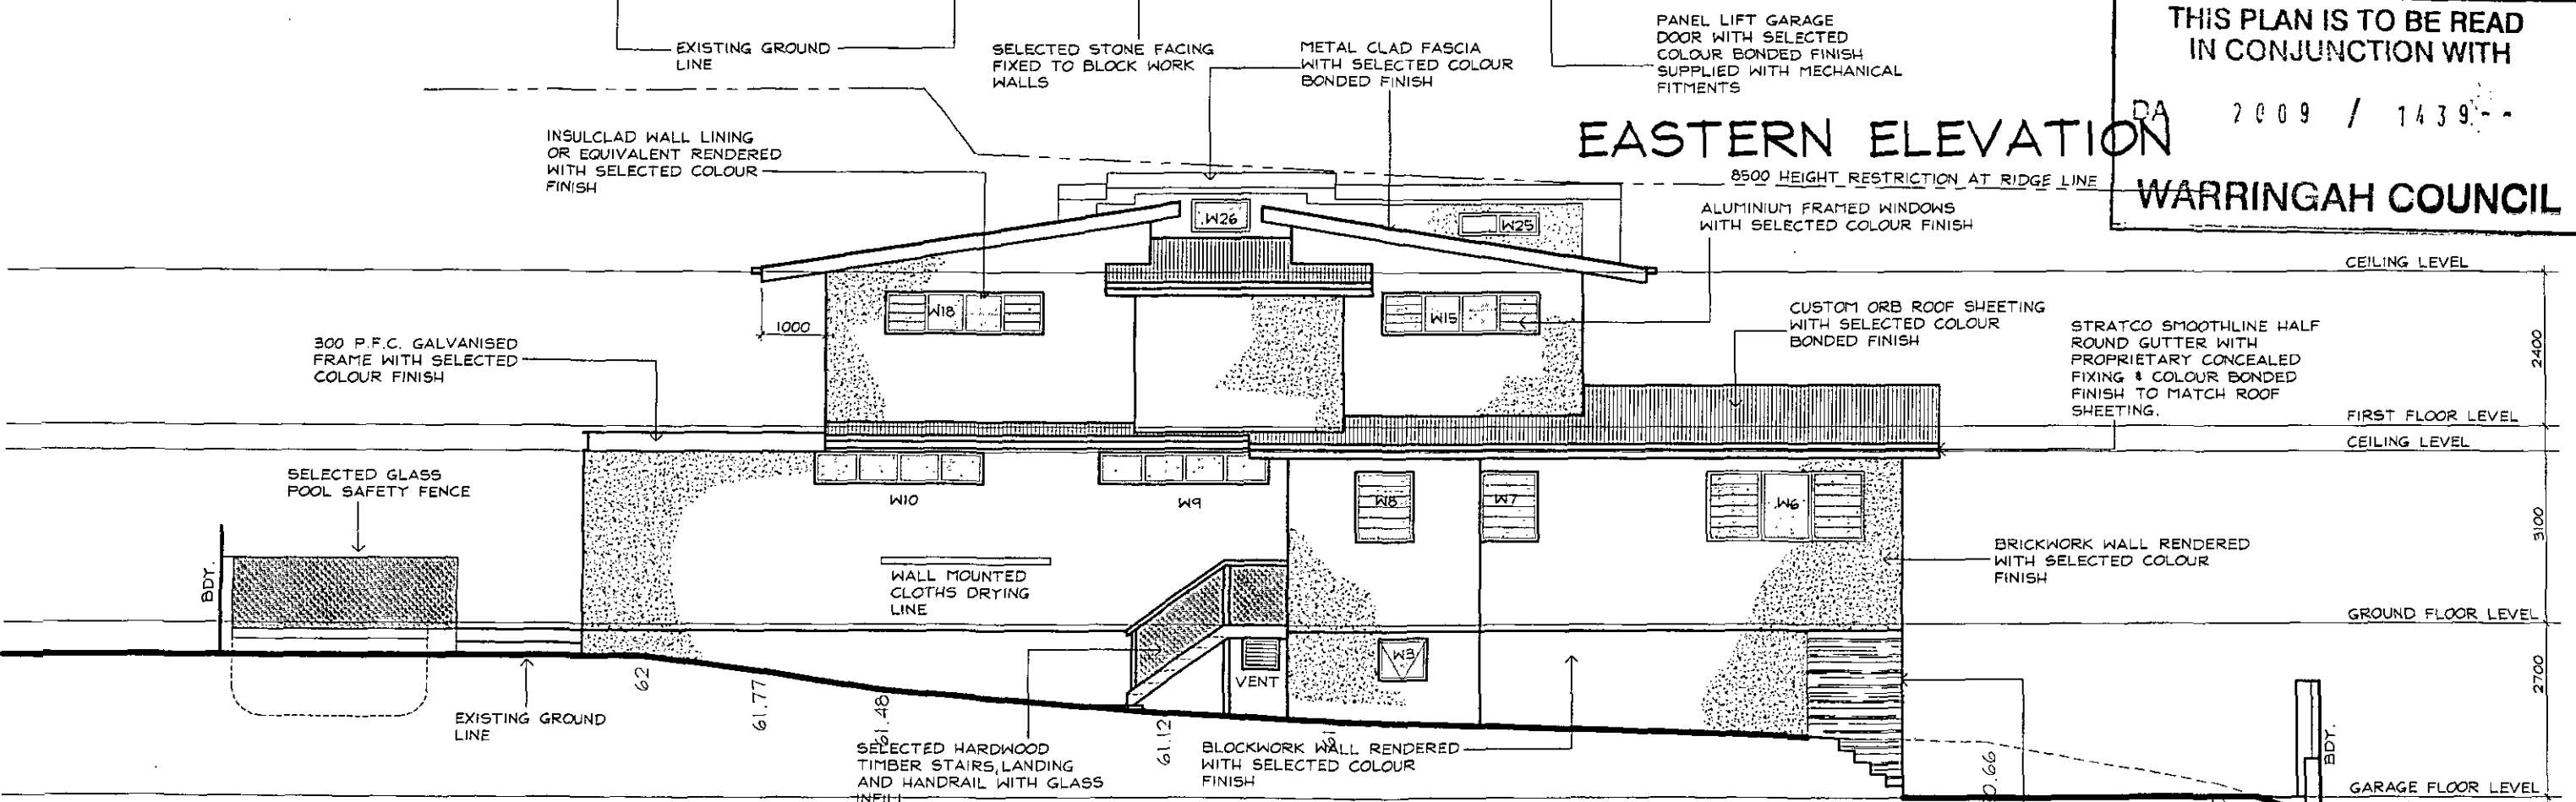 EXISTING GROUND
LINE
SELECTED STONE FACING
FIXED TO BLOCK WORK
WALLS
METAL CLAD FASCIA
WITH SELECTED COLOUR
BONDED FINISH
PANEL LIFT GARAGE
DOOR WITH SELECTED
COLOUR BONDED FINISH
SUPPLIED WITH MECHANICAL
FITMENTS
THIS PLAN IS TO BE READ
IN CONJUNCTION WITH
DA 2009 / 1439
WARRINGAH COUNCIL
EASTERN ELEVATION
8500 HEIGHT RESTRICTION AT RIDGE LINE
INSULCLAD WALL LINING
OR EQUIVALENT RENDERED
WITH SELECTED COLOUR
FINISH
ALUMINIUM FRAMED WINDOWS
WITH SELECTED COLOUR FINISH
W26
W25
CEILING LEVEL
W18
W15
1000
300 P.F.C. GALVANISED
FRAME WITH SELECTED
COLOUR FINISH
CUSTOM ORB ROOF SHEETING
WITH SELECTED COLOUR
BONDED FINISH
STRATCO SMOOTHLINE HALF
ROUND GUTTER WITH
PROPRIETARY CONCEALED
FIXING & COLOUR BONDED
FINISH TO MATCH ROOF
SHEETING.
2400
FIRST FLOOR LEVEL
CEILING LEVEL
SELECTED GLASS
POOL SAFETY FENCE
W10
W9
W8
W7
W6
3100
BRICKWORK WALL RENDERED
WITH SELECTED COLOUR
FINISH
BDY.
WALL MOUNTED
CLOTHS DRYING
LINE
GROUND FLOOR LEVEL
W3
VENT
2700
62
61.77
61.48
61.12
61
EXISTING GROUND
LINE
SELECTED HARDWOOD
TIMBER STAIRS, LANDING
AND HANDRAIL WITH GLASS
INFILL
BLOCKWORK WALL RENDERED
WITH SELECTED COLOUR
FINISH
0.66
BDY.
GARAGE FLOOR LEVEL